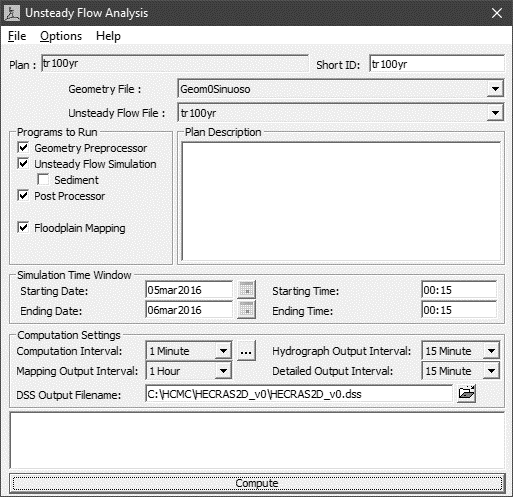 Unsteady Flow Analysis
File Options Help
Plan : tr100yr Short ID: tr100yr
Geometry File : Geom0Sinuoso
Unsteady Flow File : tr100yr
Programs to Run
Geometry Preprocessor
Unsteady Flow Simulation
Sediment
Post Processor
Floodplain Mapping
Plan Description
Simulation Time Window
Starting Date: 05mar2016 Starting Time: 00:15
Ending Date: 06mar2016 Ending Time: 00:15
Computation Settings
Computation Interval: 1 Minute ... Hydrograph Output Interval: 15 Minute
Mapping Output Interval: 1 Hour Detailed Output Interval: 15 Minute
DSS Output Filename: C:\HCMC\HECRAS2D_v0\HECRAS2D_v0.dss
Compute